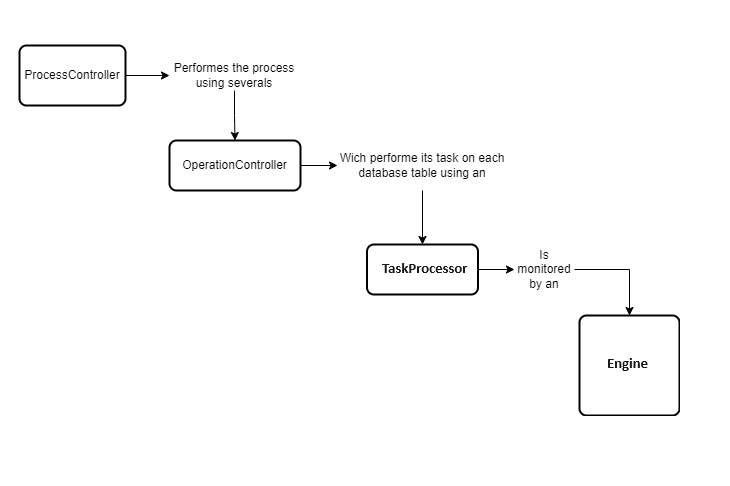 ProcessController
Performes the process
using severals
OperationController
Wich performe its task on each
database table using an
TaskProcessor
Is
monitored
by an
Engine